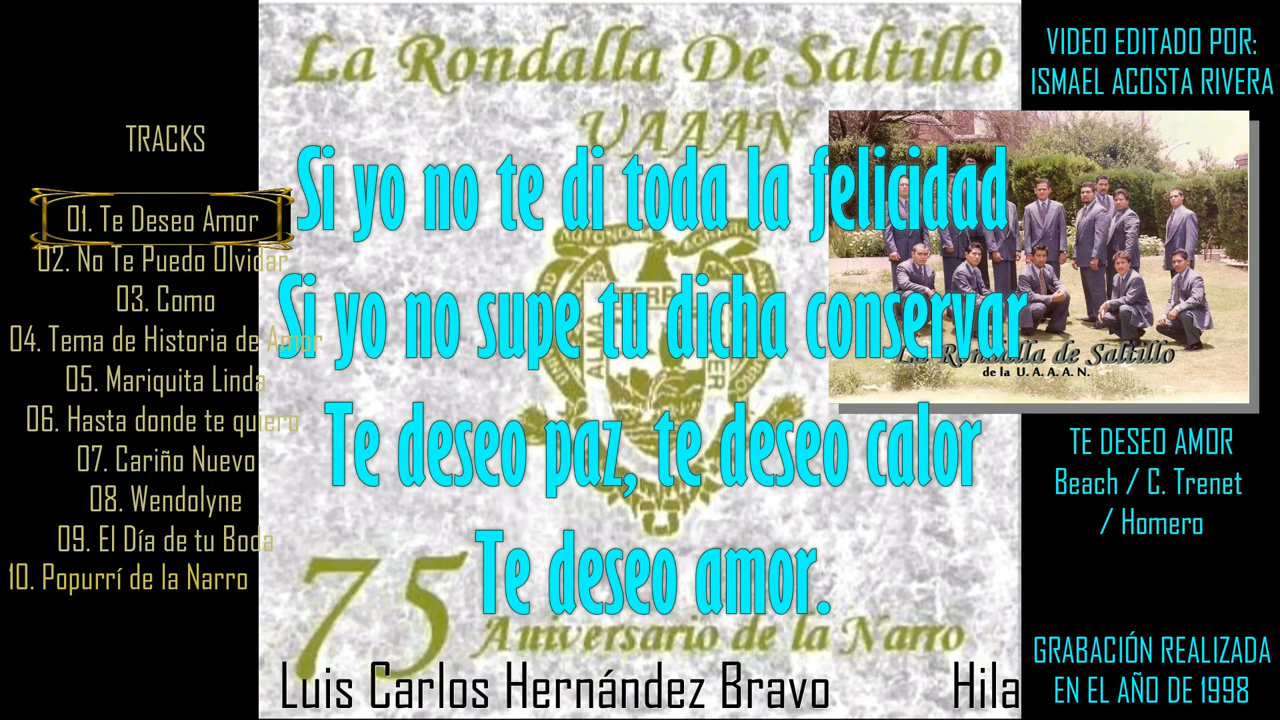 TRACKS
01. Te Deseo Amor
02. No Te Puedo Olvidar
03. Como
04. Tema de Historia de Amor
05. Mariquita Linda
06. Hasta donde te quiero
07. Cariño Nuevo
08. Wendolyne
09. El Día de tu Boda
10. Popurrí de la Narro
La Rondalla De Saltillo
UAAAN
Si yo no te di toda la felicidad
Si yo no supe tu dicha conservar
Te deseo paz, te deseo calor
Te deseo amor.
ALMA TERRA
75
Aniversario de la Narro
Luis Carlos Hernández Bravo Hila
VIDEO EDITADO POR:
ISMAEL ACOSTA RIVERA
La Rondalla de Saltillo
de la U. A. A. A. N.
TE DESEO AMOR
Beach / C. Trenet
/ Homero
GRABACIÓN REALIZADA
EN EL AÑO DE 1998